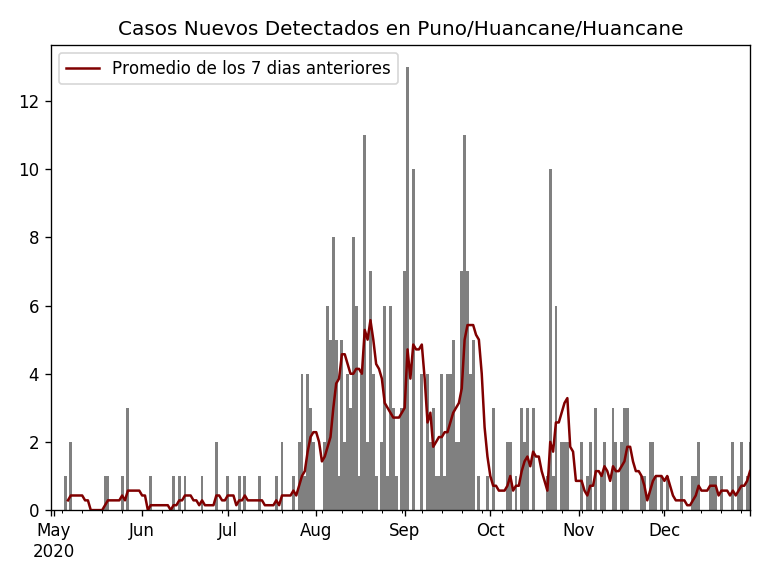 Casos Nuevos Detectados en Puno/Huancane/Huancane
Promedio de los 7 dias anteriores
12
10
8
6
4
2
0
May Jun Jul Aug Sep Oct Nov Dec
2020